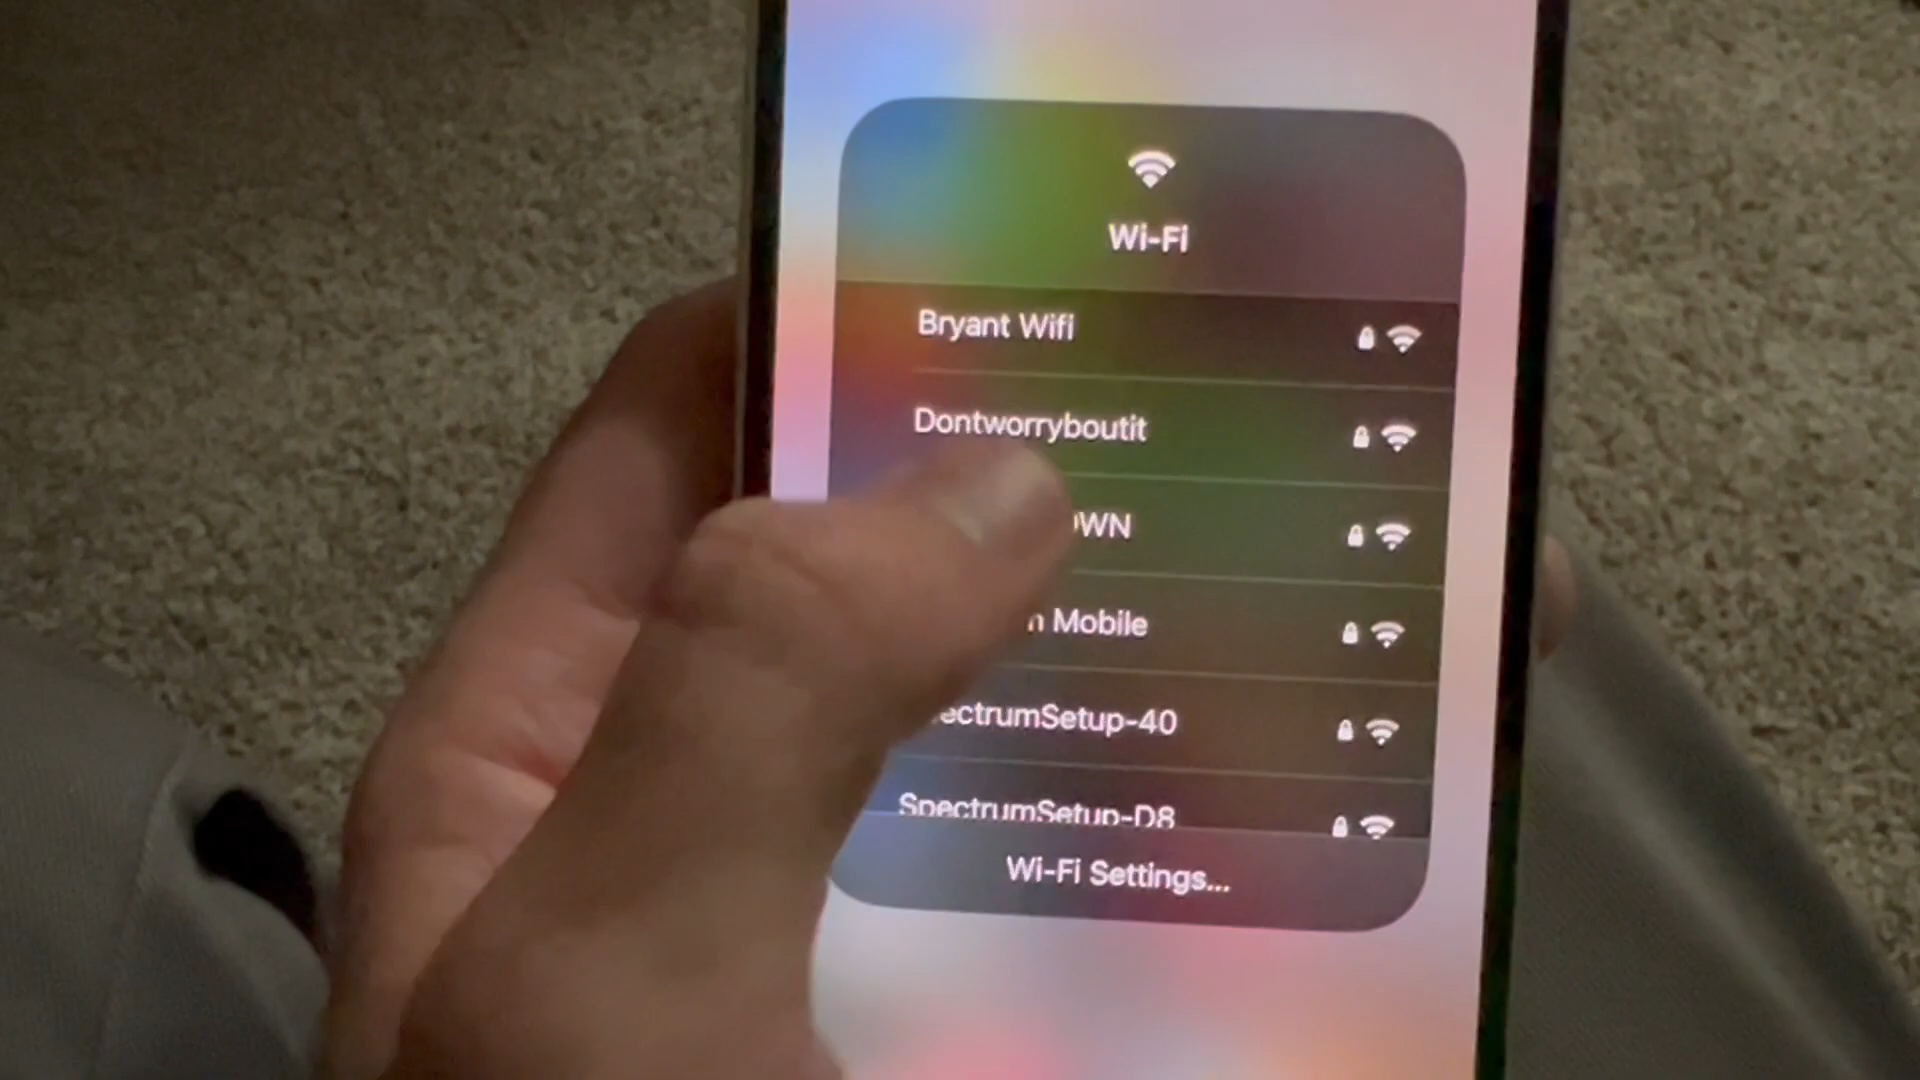 Wi-Fi
Bryant Wifi
Dontworryboutit
Mobile
SpectrumSetup-D8
Wi-Fi Settings...